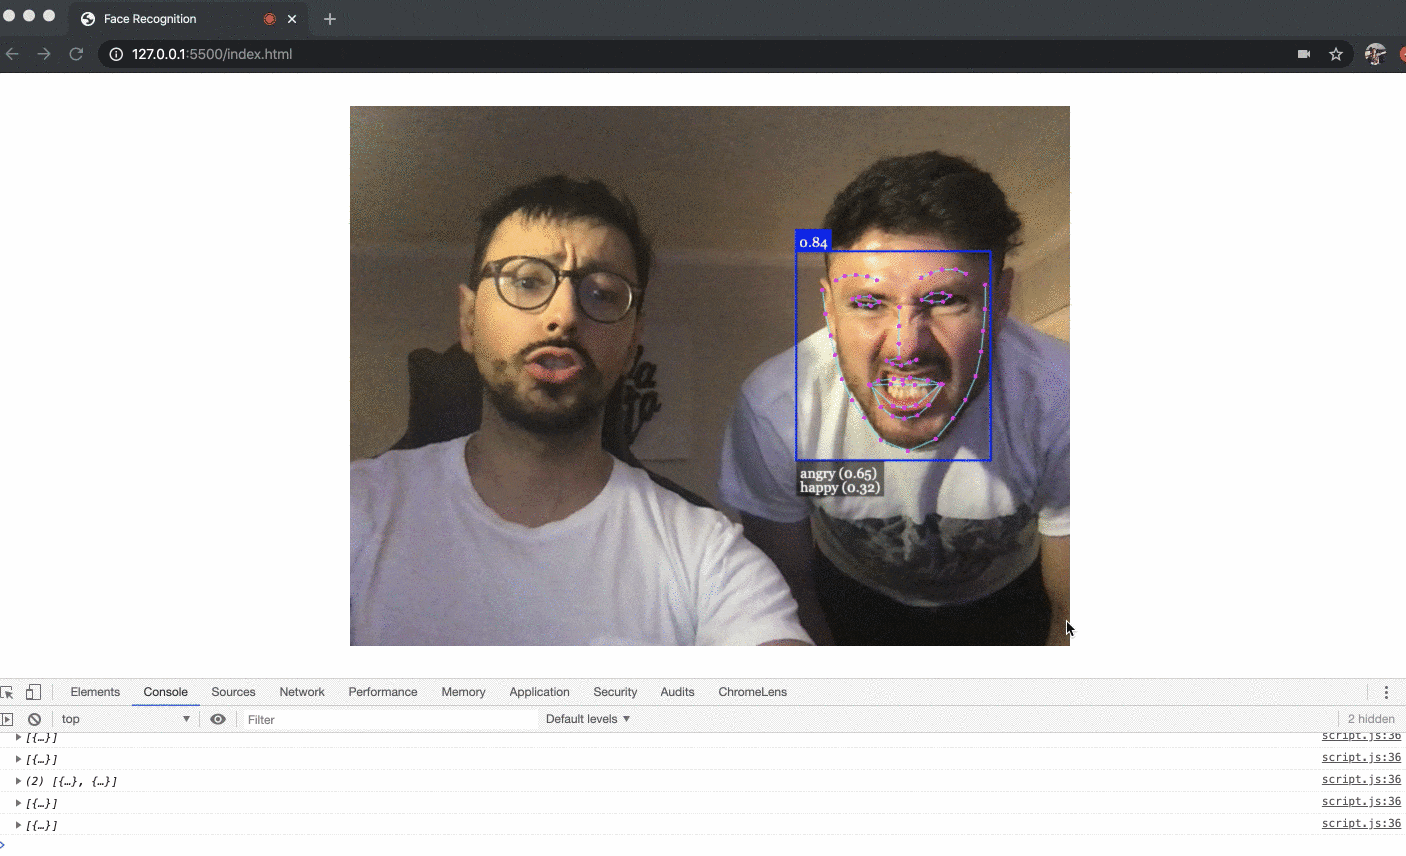 Face Recognition
127.0.0.1:5500/index.html
0.84
angry (0.65)
happy (0.32)
Elements Console Sources Network Performance Memory Application Security Audits ChromeLens
top Filter Default levels 2 hidden
[{…}] script.js:36
[{…}] script.js:36
(2) [{…}, {…}] script.js:36
[{…}] script.js:36
[{…}] script.js:36